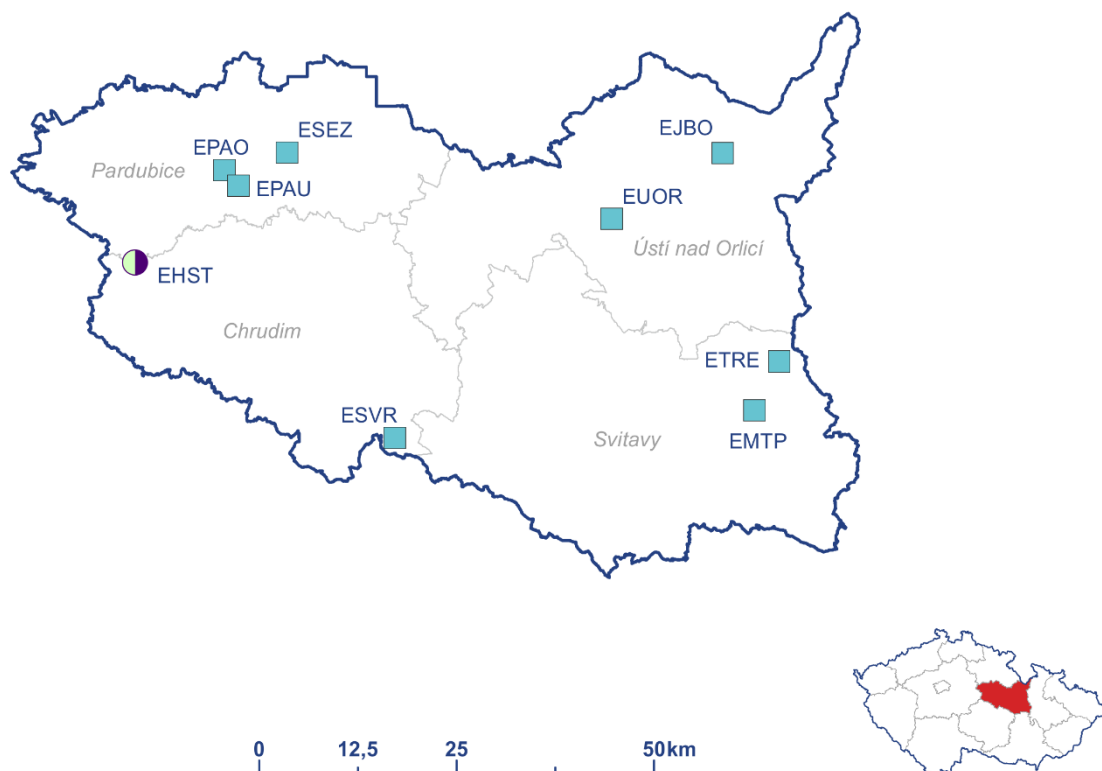 ESEZ
EJBO
EPAO
Pardubice
EPAU
EUOR
Ústí nad Orlicí
EHST
Chrudim
ETRE
ESVR
Svitavy
EMTP
0 12,5 25 50km